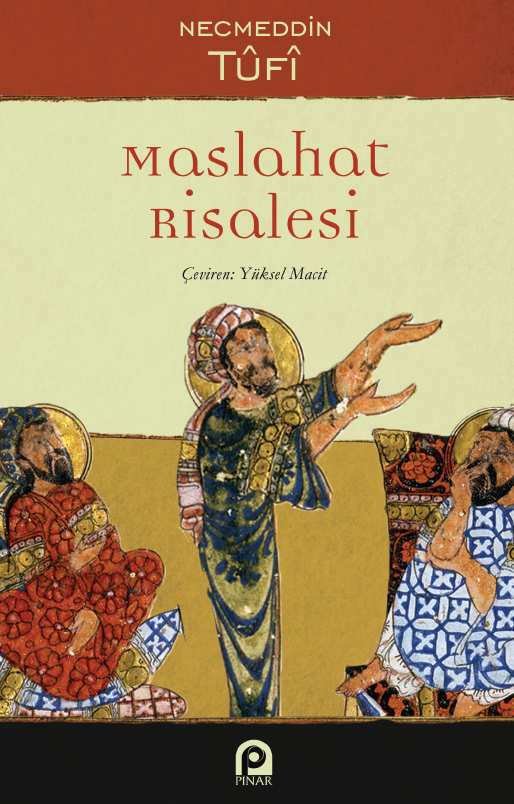 NECMEDDİN
TÛFÎ
Maslahat
Risalesi
Çeviren: Yüksel Macit
PINAR